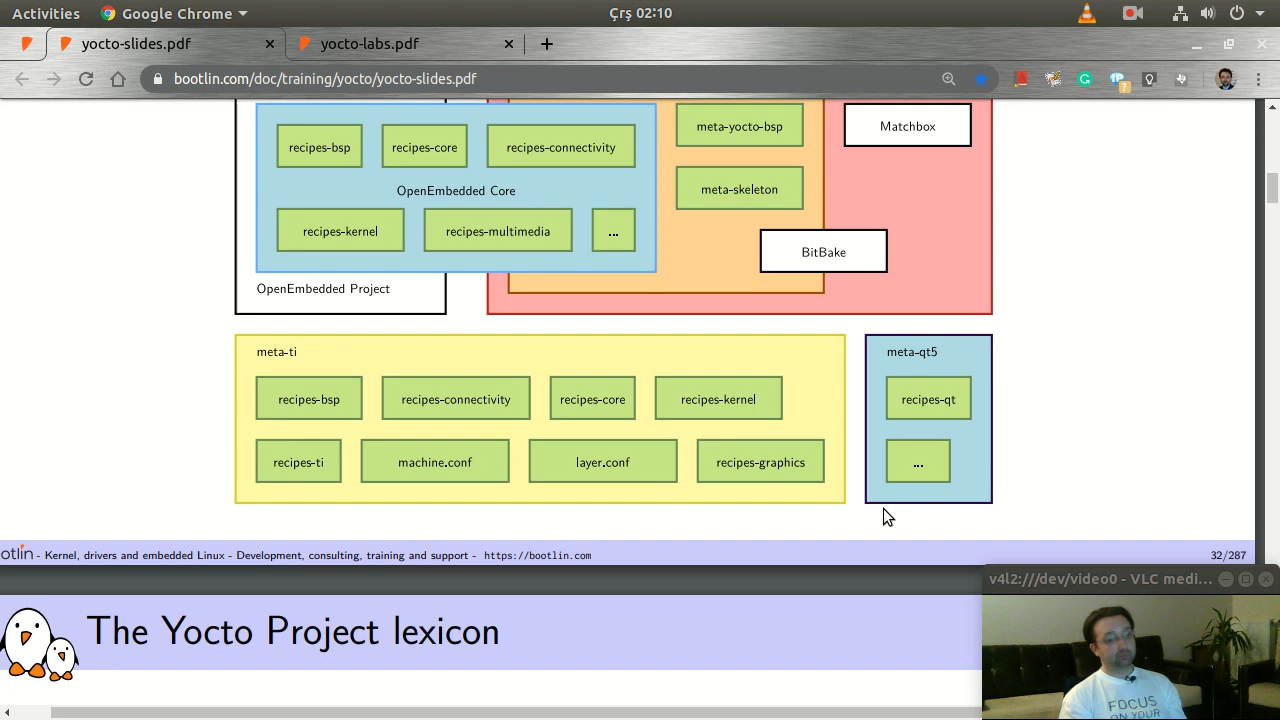 Activities Google Chrome Çrş 02:10
yocto-slides.pdf yocto-labs.pdf
bootlin.com/doc/training/yocto/yocto-slides.pdf
recipes-bsp recipes-core recipes-connectivity
OpenEmbedded Core
recipes-kernel recipes-multimedia ...
OpenEmbedded Project
meta-yocto-bsp
meta-skeleton
Matchbox
BitBake
meta-ti
recipes-bsp recipes-connectivity recipes-core recipes-kernel
recipes-ti machine.conf layer.conf recipes-graphics
meta-qt5
recipes-qt
...
otlin - Kernel, drivers and embedded Linux - Development, consulting, training and support - https://bootlin.com 32/287
The Yocto Project lexicon
v4l2:///dev/video0 - VLC medi...
FOCUS
ON YOUR